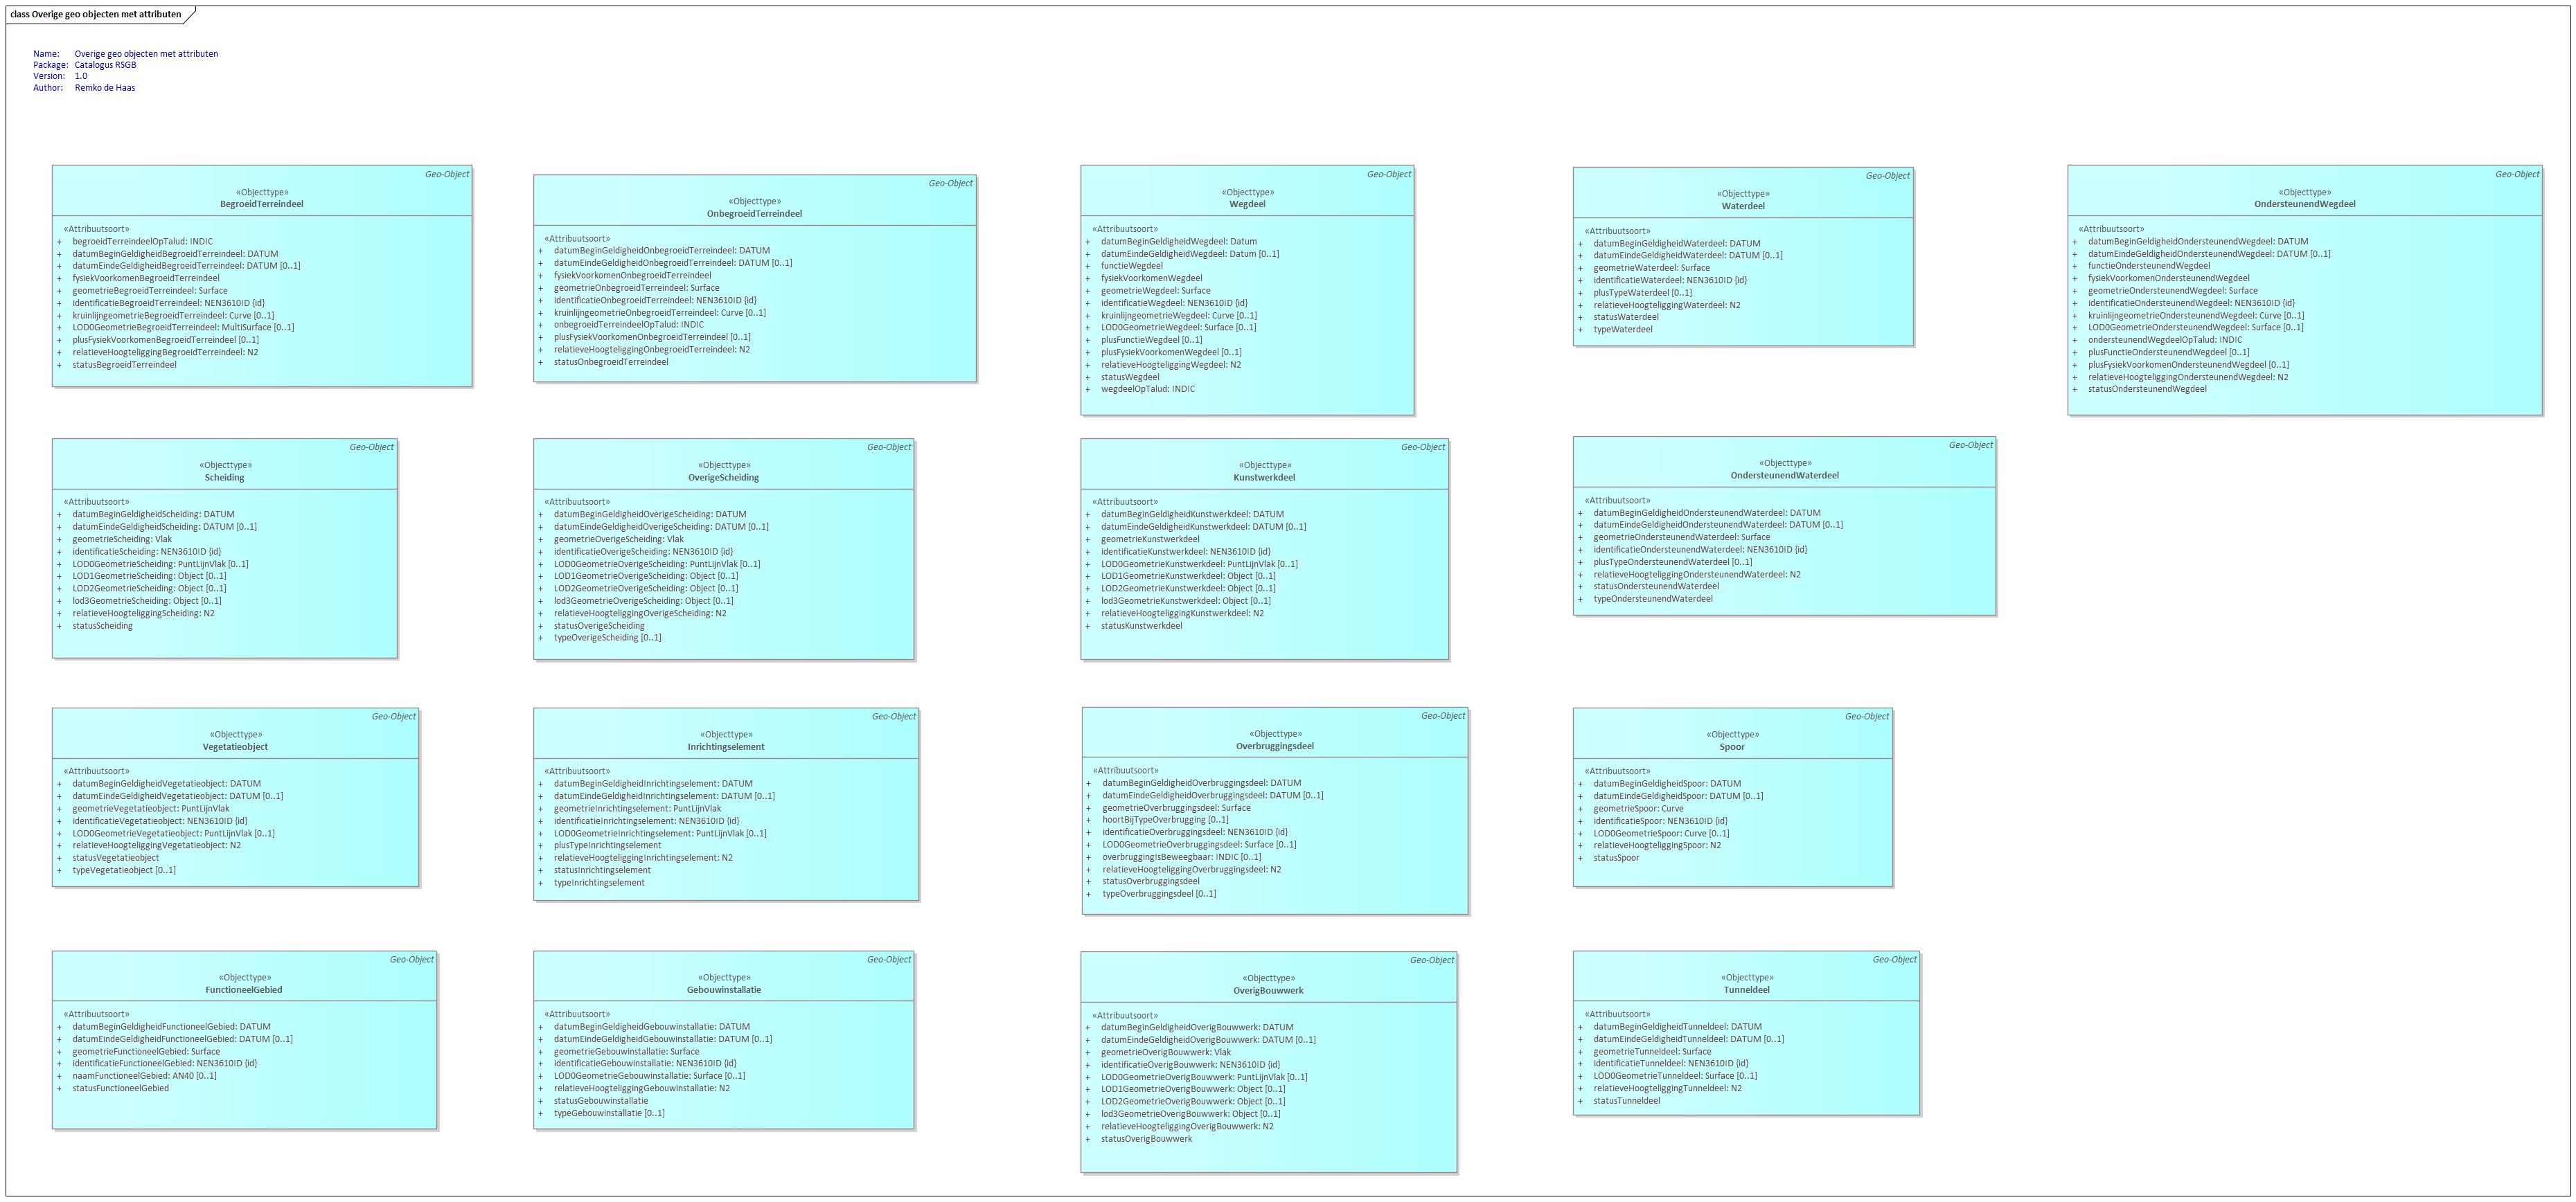 class Overige geo objecten met attributen
Name: Overige geo objecten met attributen
Package: Catalogus RSGB
Version: 1.0
Author: Remko de Haas
Geo-Object
«Objecttype»
BegroeidTerreindeel
«Attribuutsoort»
+ begroeidTerreindeelOpTalud: INDIC
+ datumBeginGeldigheidBegroeidTerreindeel: DATUM
+ datumEindeGeldigheidBegroeidTerreindeel: DATUM [0..1]
+ fysiekVoorkomenBegroeidTerreindeel
+ geometrieBegroeidTerreindeel: Surface
+ identificatieBegroeidTerreindeel: NEN3610ID {id}
+ kruinlijngeometrieBegroeidTerreindeel: Curve [0..1]
+ LOD0GeometrieBegroeidTerreindeel: MultiSurface [0..1]
+ plusFysiekVoorkomenBegroeidTerreindeel [0..1]
+ relatieveHoogteliggingBegroeidTerreindeel: N2
+ statusBegroeidTerreindeel
Geo-Object
«Objecttype»
OnbegroeidTerreindeel
«Attribuutsoort»
+ datumBeginGeldigheidOnbegroeidTerreindeel: DATUM
+ datumEindeGeldigheidOnbegroeidTerreindeel: DATUM [0..1]
+ fysiekVoorkomenOnbegroeidTerreindeel
+ geometrieOnbegroeidTerreindeel: Surface
+ identificatieOnbegroeidTerreindeel: NEN3610ID {id}
+ kruinlijngeometrieOnbegroeidTerreindeel: Curve [0..1]
+ onbegroeidTerreindeelOpTalud: INDIC
+ plusFysiekVoorkomenOnbegroeidTerreindeel [0..1]
+ relatieveHoogteliggingOnbegroeidTerreindeel: N2
+ statusOnbegroeidTerreindeel
Geo-Object
«Objecttype»
Wegdeel
«Attribuutsoort»
+ datumBeginGeldigheidWegdeel: Datum
+ datumEindeGeldigheidWegdeel: Datum [0..1]
+ functieWegdeel
+ fysiekVoorkomenWegdeel
+ geometrieWegdeel: Surface
+ identificatieWegdeel: NEN3610ID {id}
+ kruinlijngeometrieWegdeel: Curve [0..1]
+ LOD0GeometrieWegdeel: Surface [0..1]
+ plusFunctieWegdeel [0..1]
+ plusFysiekVoorkomenWegdeel [0..1]
+ relatieveHoogteliggingWegdeel: N2
+ statusWegdeel
+ wegdeelOpTalud: INDIC
Geo-Object
«Objecttype»
Waterdeel
«Attribuutsoort»
+ datumBeginGeldigheidWaterdeel: DATUM
+ datumEindeGeldigheidWaterdeel: DATUM [0..1]
+ geometrieWaterdeel: Surface
+ identificatieWaterdeel: NEN3610ID {id}
+ plusTypeWaterdeel [0..1]
+ relatieveHoogteliggingWaterdeel: N2
+ statusWaterdeel
+ typeWaterdeel
Geo-Object
«Objecttype»
OndersteunendWegdeel
«Attribuutsoort»
+ datumBeginGeldigheidOndersteunendWegdeel: DATUM
+ datumEindeGeldigheidOndersteunendWegdeel: DATUM [0..1]
+ functieOndersteunendWegdeel
+ fysiekVoorkomenOndersteunendWegdeel
+ geometrieOndersteunendWegdeel: Surface
+ identificatieOndersteunendWegdeel: NEN3610ID {id}
+ kruinlijngeometrieOndersteunendWegdeel: Curve [0..1]
+ LOD0GeometrieOndersteunendWegdeel: Surface [0..1]
+ ondersteunendWegdeelOpTalud: INDIC
+ plusFunctieOndersteunendWegdeel [0..1]
+ plusFysiekVoorkomenOndersteunendWegdeel [0..1]
+ relatieveHoogteliggingOndersteunendWegdeel: N2
+ statusOndersteunendWegdeel
Geo-Object
«Objecttype»
Scheiding
«Attribuutsoort»
+ datumBeginGeldigheidScheiding: DATUM
+ datumEindeGeldigheidScheiding: DATUM [0..1]
+ geometrieScheiding: Vlak
+ identificatieScheiding: NEN3610ID {id}
+ LOD0GeometrieScheiding: PuntLijnVlak [0..1]
+ LOD1GeometrieScheiding: Object [0..1]
+ LOD2GeometrieScheiding: Object [0..1]
+ lod3GeometrieScheiding: Object [0..1]
+ relatieveHoogteliggingScheiding: N2
+ statusScheiding
Geo-Object
«Objecttype»
OverigeScheiding
«Attribuutsoort»
+ datumBeginGeldigheidOverigeScheiding: DATUM
+ datumEindeGeldigheidOverigeScheiding: DATUM [0..1]
+ geometrieOverigeScheiding: Vlak
+ identificatieOverigeScheiding: NEN3610ID {id}
+ LOD0GeometrieOverigeScheiding: PuntLijnVlak [0..1]
+ LOD1GeometrieOverigeScheiding: Object [0..1]
+ LOD2GeometrieOverigeScheiding: Object [0..1]
+ lod3GeometrieOverigeScheiding: Object [0..1]
+ relatieveHoogteliggingOverigeScheiding: N2
+ statusOverigeScheiding
+ typeOverigeScheiding [0..1]
Geo-Object
«Objecttype»
Kunstwerkdeel
«Attribuutsoort»
+ datumBeginGeldigheidKunstwerkdeel: DATUM
+ datumEindeGeldigheidKunstwerkdeel: DATUM [0..1]
+ geometrieKunstwerkdeel
+ identificatieKunstwerkdeel: NEN3610ID {id}
+ LOD0GeometrieKunstwerkdeel: PuntLijnVlak [0..1]
+ LOD1GeometrieKunstwerkdeel: Object [0..1]
+ LOD2GeometrieKunstwerkdeel: Object [0..1]
+ lod3GeometrieKunstwerkdeel: Object [0..1]
+ relatieveHoogteliggingKunstwerkdeel: N2
+ statusKunstwerkdeel
Geo-Object
«Objecttype»
OndersteunendWaterdeel
«Attribuutsoort»
+ datumBeginGeldigheidOndersteunendWaterdeel: DATUM
+ datumEindeGeldigheidOndersteunendWaterdeel: DATUM [0..1]
+ geometrieOndersteunendWaterdeel: Surface
+ identificatieOndersteunendWaterdeel: NEN3610ID {id}
+ plusTypeOndersteunendWaterdeel [0..1]
+ relatieveHoogteliggingOndersteunendWaterdeel: N2
+ statusOndersteunendWaterdeel
+ typeOndersteunendWaterdeel
Geo-Object
«Objecttype»
Vegetatieobject
«Attribuutsoort»
+ datumBeginGeldigheidVegetatieobject: DATUM
+ datumEindeGeldigheidVegetatieobject: DATUM [0..1]
+ geometrieVegetatieobject: PuntLijnVlak
+ identificatieVegetatieobject: NEN3610ID {id}
+ LOD0GeometrieVegetatieobject: PuntLijnVlak [0..1]
+ relatieveHoogteliggingVegetatieobject: N2
+ statusVegetatieobject
+ typeVegetatieobject [0..1]
Geo-Object
«Objecttype»
Inrichtingselement
«Attribuutsoort»
+ datumBeginGeldigheidInrichtingselement: DATUM
+ datumEindeGeldigheidInrichtingselement: DATUM [0..1]
+ geometrieInrichtingselement: PuntLijnVlak
+ identificatieInrichtingselement: NEN3610ID {id}
+ LOD0GeometrieInrichtingselement: PuntLijnVlak [0..1]
+ plusTypeInrichtingselement
+ relatieveHoogteliggingInrichtingselement: N2
+ statusInrichtingselement
+ typeInrichtingselement
Geo-Object
«Objecttype»
Overbruggingsdeel
«Attribuutsoort»
+ datumBeginGeldigheidOverbruggingsdeel: DATUM
+ datumEindeGeldigheidOverbruggingsdeel: DATUM [0..1]
+ geometrieOverbruggingsdeel: Surface
+ hoortBijTypeOverbrugging [0..1]
+ identificatieOverbruggingsdeel: NEN3610ID {id}
+ LOD0GeometrieOverbruggingsdeel: Surface [0..1]
+ overbruggingIsBeweegbaar: INDIC [0..1]
+ relatieveHoogteliggingOverbruggingsdeel: N2
+ statusOverbruggingsdeel
+ typeOverbruggingsdeel [0..1]
Geo-Object
«Objecttype»
Spoor
«Attribuutsoort»
+ datumBeginGeldigheidSpoor: DATUM
+ datumEindeGeldigheidSpoor: DATUM [0..1]
+ geometrieSpoor: Curve
+ identificatieSpoor: NEN3610ID {id}
+ LOD0GeometrieSpoor: Curve [0..1]
+ relatieveHoogteliggingSpoor: N2
+ statusSpoor
Geo-Object
«Objecttype»
FunctioneelGebied
«Attribuutsoort»
+ datumBeginGeldigheidFunctioneelGebied: DATUM
+ datumEindeGeldigheidFunctioneelGebied: DATUM [0..1]
+ geometrieFunctioneelGebied: Surface
+ identificatieFunctioneelGebied: NEN3610ID {id}
+ naamFunctioneelGebied: AN40 [0..1]
+ statusFunctioneelGebied
Geo-Object
«Objecttype»
Gebouwinstallatie
«Attribuutsoort»
+ datumBeginGeldigheidGebouwinstallatie: DATUM
+ datumEindeGeldigheidGebouwinstallatie: DATUM [0..1]
+ geometrieGebouwinstallatie: Surface
+ identificatieGebouwinstallatie: NEN3610ID {id}
+ LOD0GeometrieGebouwinstallatie: Surface [0..1]
+ relatieveHoogteliggingGebouwinstallatie: N2
+ statusGebouwinstallatie
+ typeGebouwinstallatie [0..1]
Geo-Object
«Objecttype»
OverigBouwwerk
«Attribuutsoort»
+ datumBeginGeldigheidOverigBouwwerk: DATUM
+ datumEindeGeldigheidOverigBouwwerk: DATUM [0..1]
+ geometrieOverigBouwwerk: Vlak
+ identificatieOverigBouwwerk: NEN3610ID {id}
+ LOD0GeometrieOverigBouwwerk: PuntLijnVlak [0..1]
+ LOD1GeometrieOverigBouwwerk: Object [0..1]
+ LOD2GeometrieOverigBouwwerk: Object [0..1]
+ lod3GeometrieOverigBouwwerk: Object [0..1]
+ relatieveHoogteliggingOverigBouwwerk: N2
+ statusOverigBouwwerk
Geo-Object
«Objecttype»
Tunneldeel
«Attribuutsoort»
+ datumBeginGeldigheidTunneldeel: DATUM
+ datumEindeGeldigheidTunneldeel: DATUM [0..1]
+ geometrieTunneldeel: Surface
+ identificatieTunneldeel: NEN3610ID {id}
+ LOD0GeometrieTunneldeel: Surface [0..1]
+ relatieveHoogteliggingTunneldeel: N2
+ statusTunneldeel